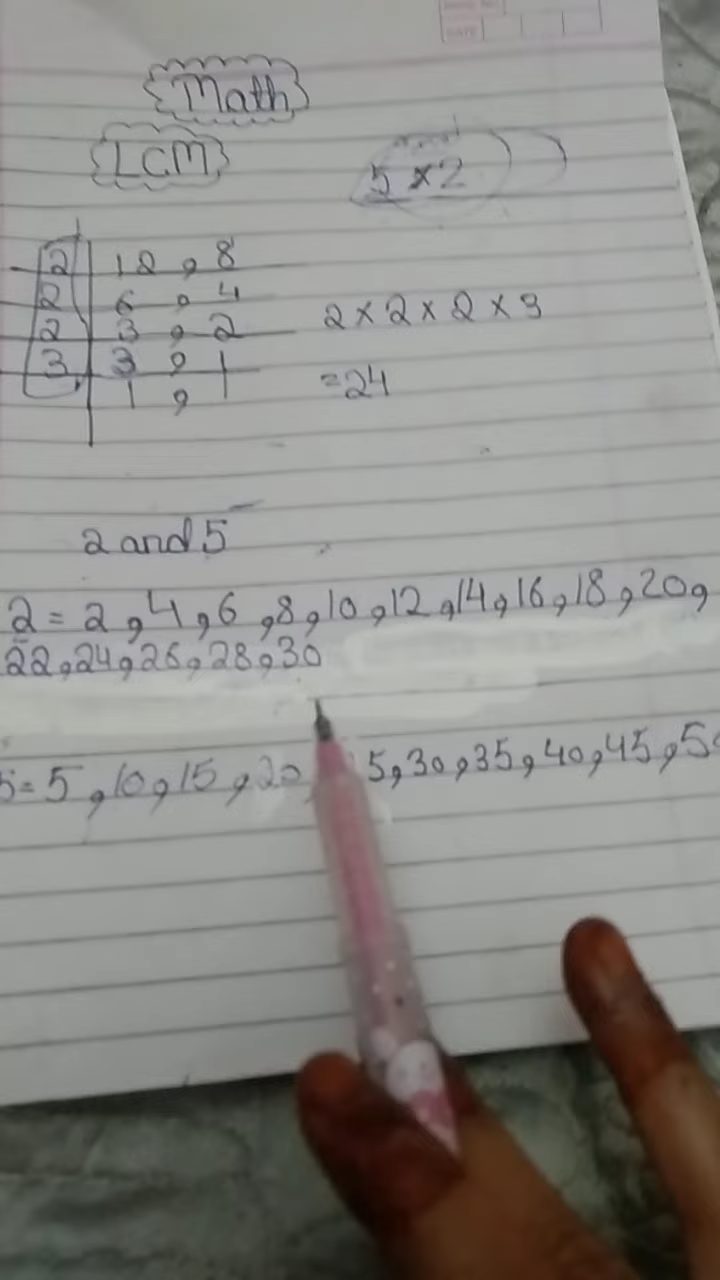 DATE
Math
LCM
5 × 2
2 | 12 , 8
2 | 6 , 4
2 | 3 , 2
3 | 3 , 1
1 , 1
2 × 2 × 2 × 3
=24
2 and 5
2 = 2,4,6,8,10,12,14,16,18,20,
22,24,26,28,30
5=5,10,15,20, 5,30,35,40,45,5